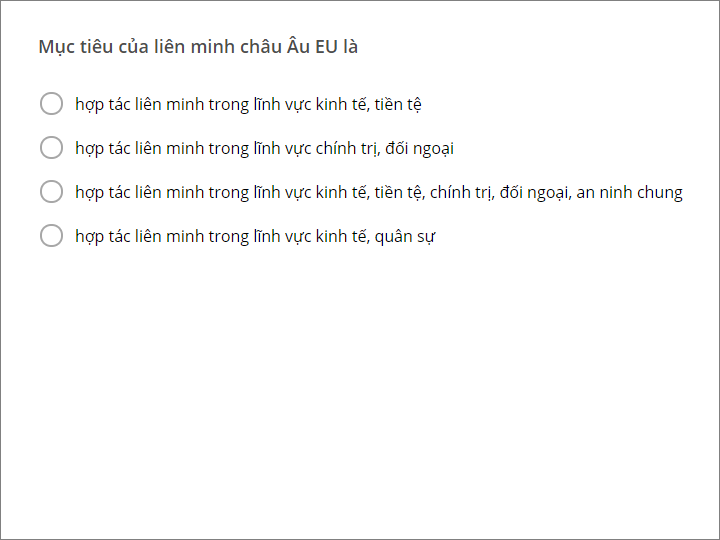 Mục tiêu của liên minh châu Âu EU là
hợp tác liên minh trong lĩnh vực kinh tế, tiền tệ
hợp tác liên minh trong lĩnh vực chính trị, đối ngoại
hợp tác liên minh trong lĩnh vực kinh tế, tiền tệ, chính trị, đối ngoại, an ninh chung
hợp tác liên minh trong lĩnh vực kinh tế, quân sự